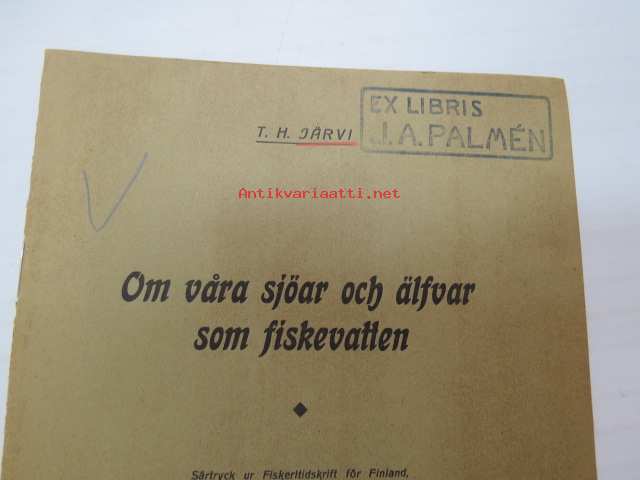 EX LIBRIS
J. A. PALMÉN
T. H. JÄRVI
Antikvariaatti.net
Om våra sjöar och älfvar
som fiskevatten
Särtryck ur Fiskeritidskrift för Finland.